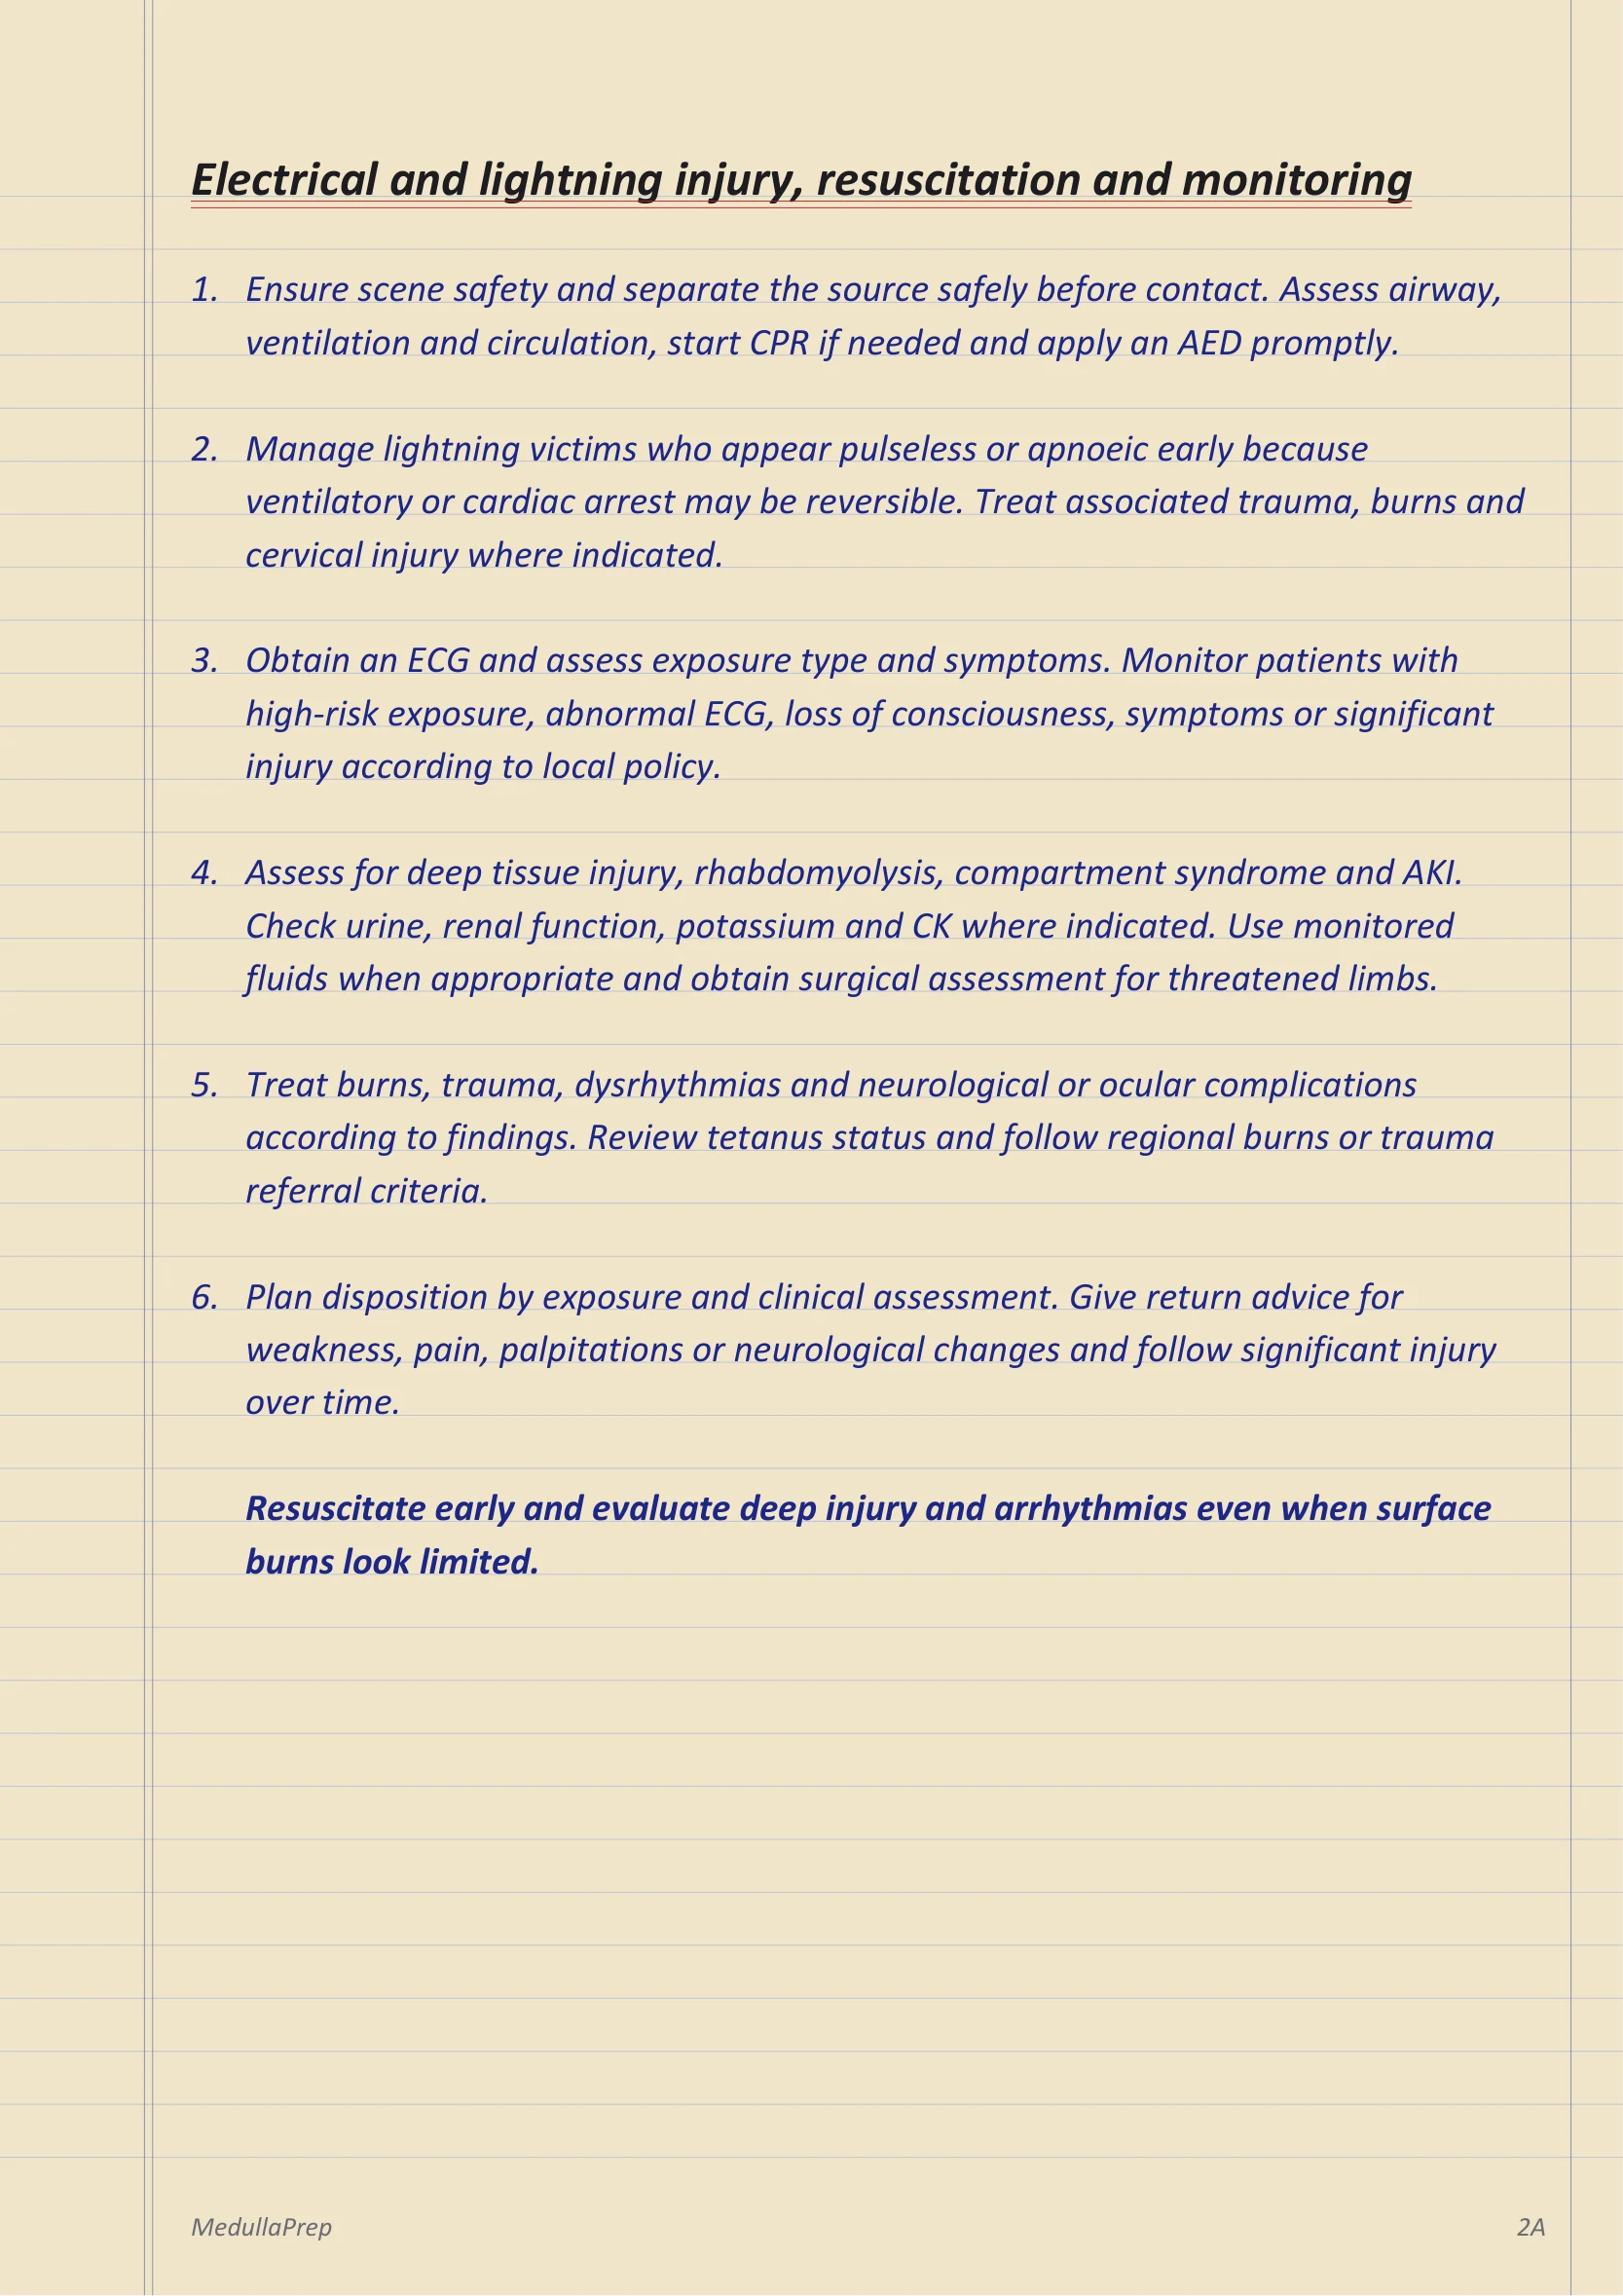 Electrical and lightning injury, resuscitation and monitoring
1. Ensure scene safety and separate the source safely before contact. Assess airway,
ventilation and circulation, start CPR if needed and apply an AED promptly.
2. Manage lightning victims who appear pulseless or apnoeic early because
ventilatory or cardiac arrest may be reversible. Treat associated trauma, burns and
cervical injury where indicated.
3. Obtain an ECG and assess exposure type and symptoms. Monitor patients with
high-risk exposure, abnormal ECG, loss of consciousness, symptoms or significant
injury according to local policy.
4. Assess for deep tissue injury, rhabdomyolysis, compartment syndrome and AKI.
Check urine, renal function, potassium and CK where indicated. Use monitored
fluids when appropriate and obtain surgical assessment for threatened limbs.
5. Treat burns, trauma, dysrhythmias and neurological or ocular complications
according to findings. Review tetanus status and follow regional burns or trauma
referral criteria.
6. Plan disposition by exposure and clinical assessment. Give return advice for
weakness, pain, palpitations or neurological changes and follow significant injury
over time.
Resuscitate early and evaluate deep injury and arrhythmias even when surface
burns look limited.
MedullaPrep
2A